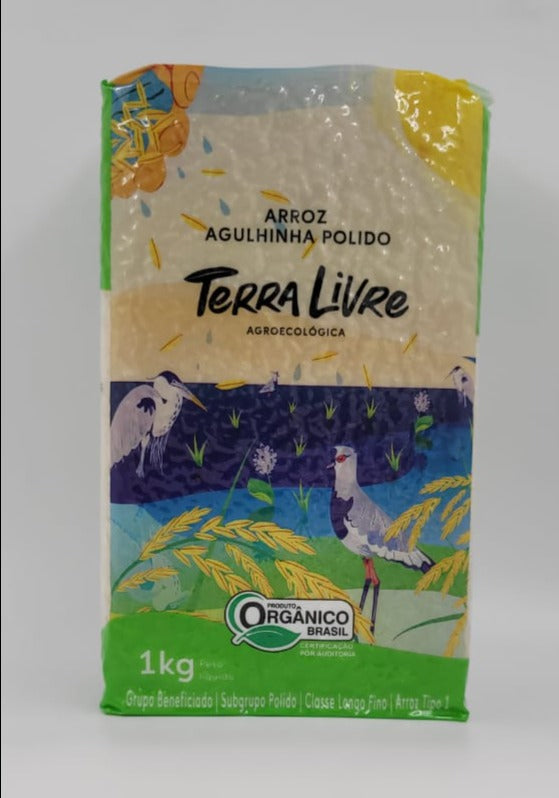 ARROZ
AGULHINHA POLIDO
TERRA LIVRE
AGROECOLÓGICA
PRODUTO
ORGÂNICO
BRASIL
CERTIFICAÇÃO
POR AUDITORIA
1kg Peso
líquido
Grupo Beneficiado | Subgrupo Polido | Classe Longo Fino | Arroz Tipo 1